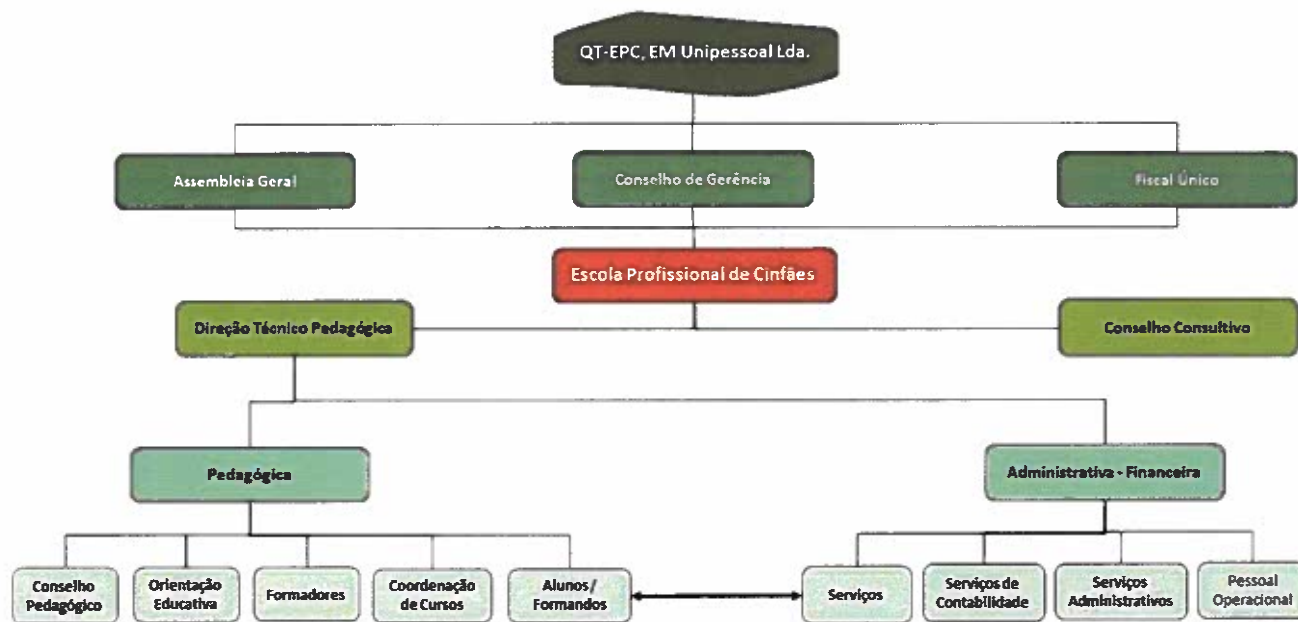 QT-EPC, EM Unipessoal Lda.
Assembleia Geral
Conselho de Gerência
Fiscal Único
Escola Profissional de Cinfães
Direção Técnico Pedagógica
Conselho Consultivo
Pedagógica
Administrativa - Financeira
Conselho
Pedagógico
Orientação
Educativa
Formadores
Coordenação
de Cursos
Alunos/
Formandos
Serviços
Serviços de
Contabilidade
Serviços
Administrativos
Pessoal
Operacional